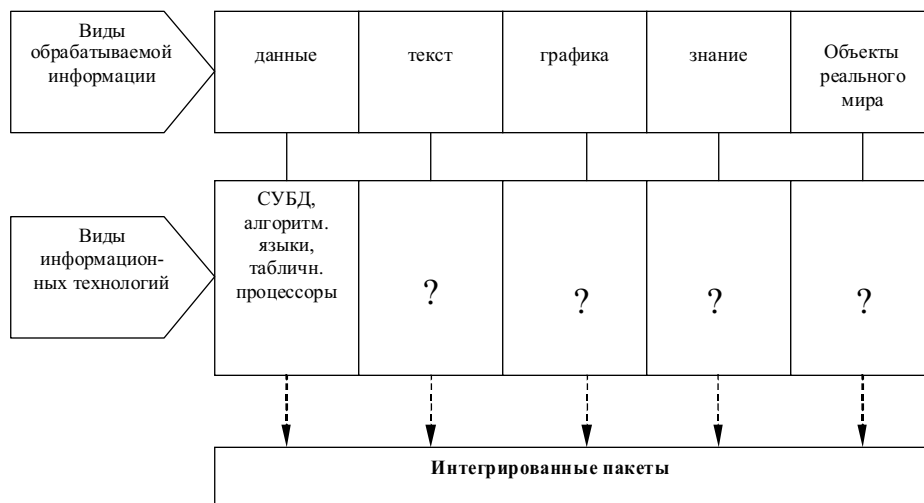 Виды
обрабатываемой
информации
данные
текст
графика
знание
Объекты
реального
мира
Виды
информацион-
ных технологий
СУБД,
алгоритм.
языки,
табличн.
процессоры
?
?
?
?
Интегрированные пакеты